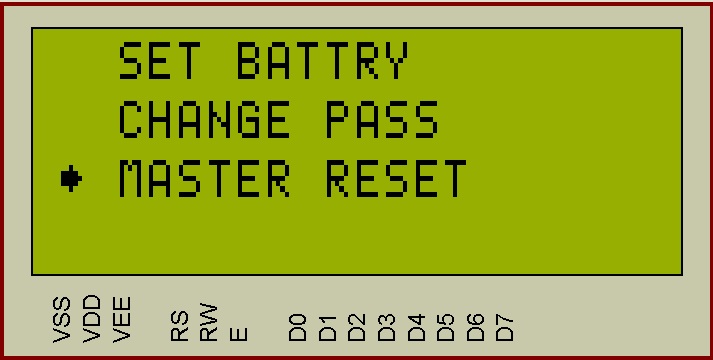 SET BATTRY
CHANGE PASS
→ MASTER RESET
VSS VDD VEE RS RW E D0 D1 D2 D3 D4 D5 D6 D7